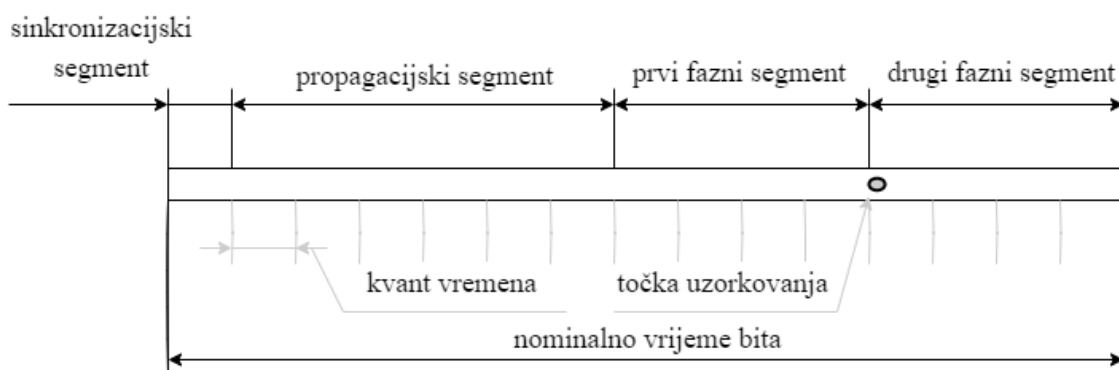 sinkronizacijski
segment
propagacijski segment
prvi fazni segment
drugi fazni segment
kvant vremena
točka uzorkovanja
nominalno vrijeme bita